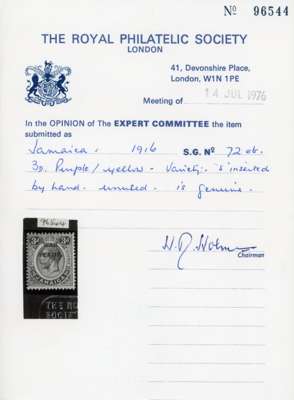 Nº 96544
THE ROYAL PHILATELIC SOCIETY
LONDON
41, Devonshire Place,
London, W1N 1PE
Meeting of 14 JUL 1976
In the OPINION of The EXPERT COMMITTEE the item
submitted as
Jamaica, 1916 S.G. Nº 72
3d. Purple/yellow - Variety: S inserted
by hand - unused - is genuine.
Chairman